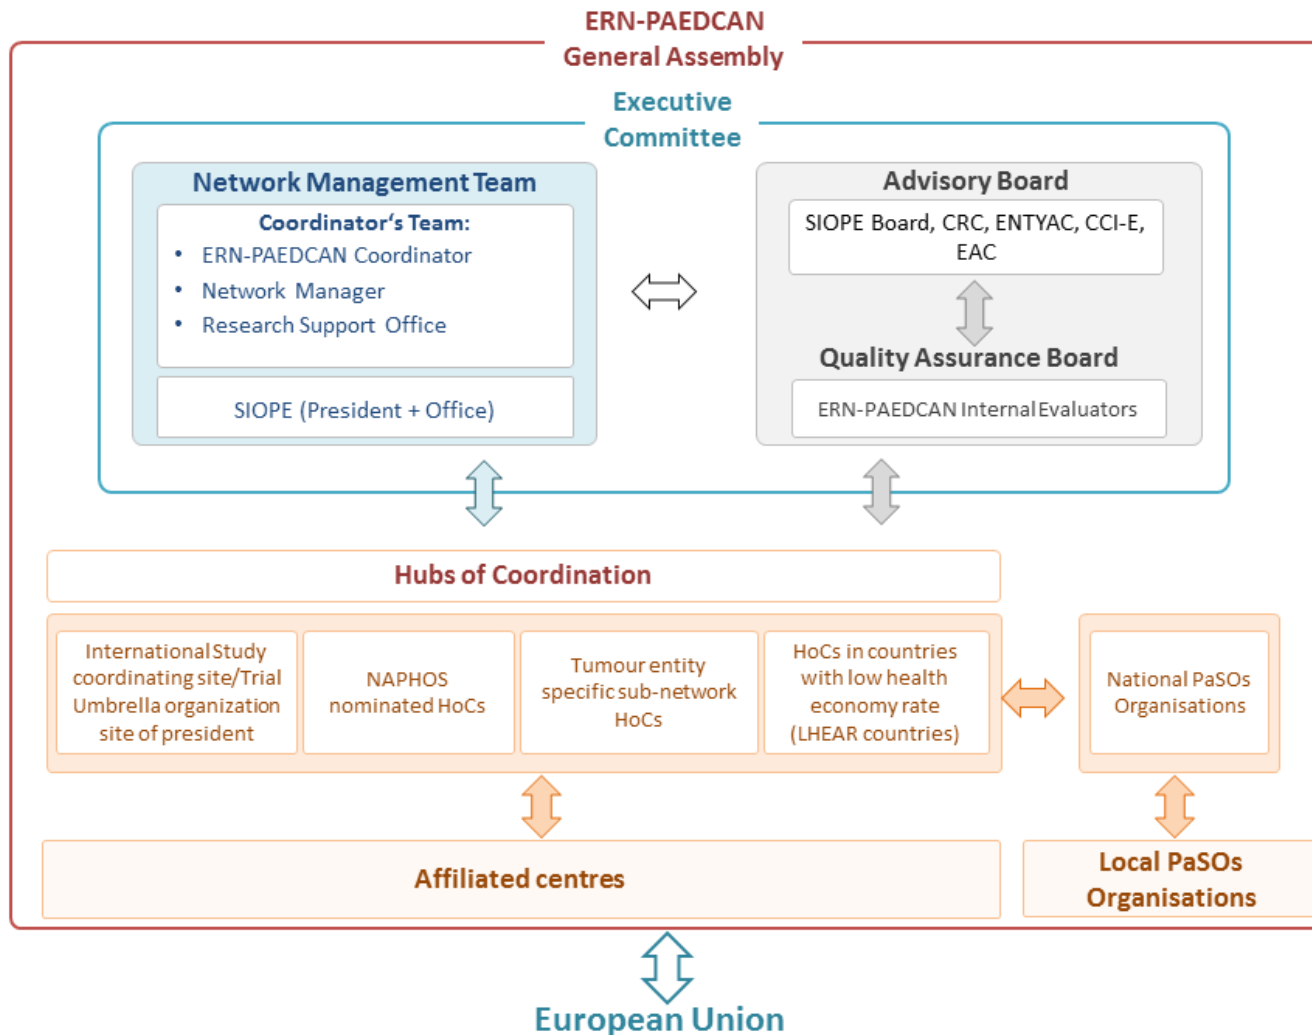 ERN-PAEDCAN
General Assembly
Executive
Committee
Network Management Team
Coordinator‘s Team:
• ERN-PAEDCAN Coordinator
• Network Manager
• Research Support Office
SIOPE (President + Office)
Advisory Board
SIOPE Board, CRC, ENTYAC, CCI-E,
EAC
Quality Assurance Board
ERN-PAEDCAN Internal Evaluators
Hubs of Coordination
International Study
coordinating site/Trial
Umbrella organization
site of president
NAPHOS
nominated HoCs
Tumour entity
specific sub-network
HoCs
HoCs in countries
with low health
economy rate
(LHEAR countries)
National PaSOs
Organisations
Affiliated centres
Local PaSOs
Organisations
European Union